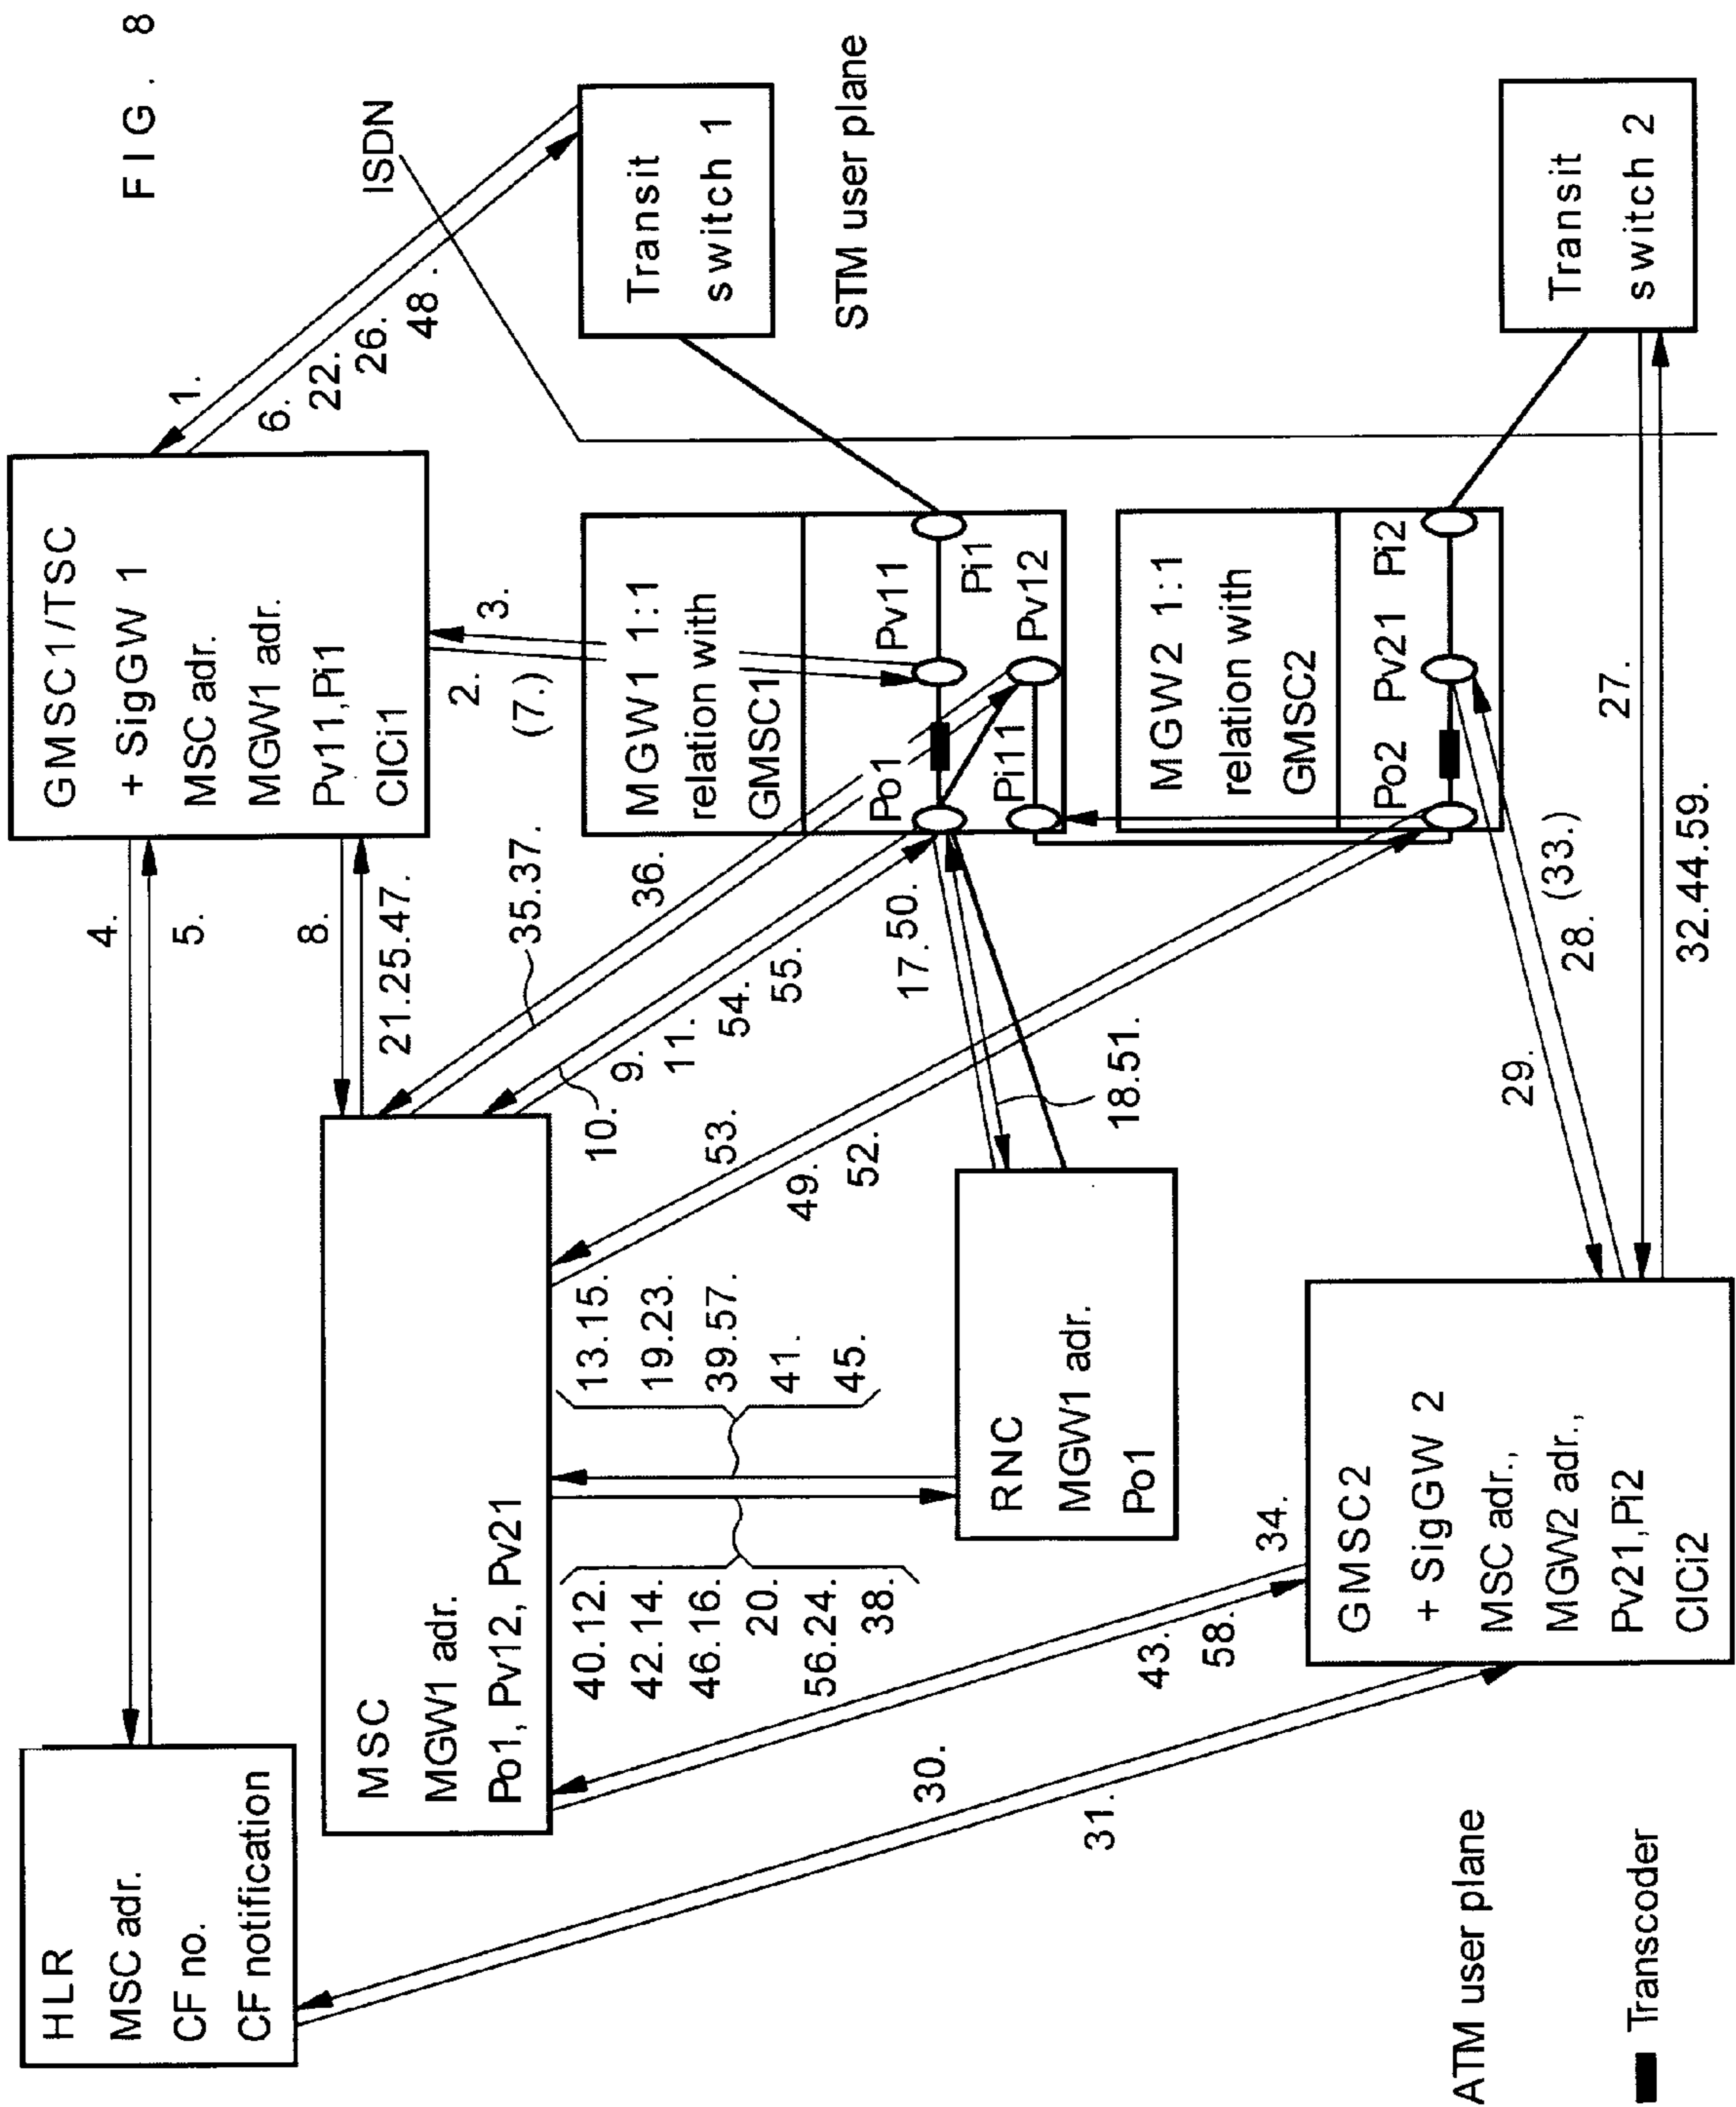 FIG. 8
HLR
MSC adr.
CF no.
CF notification
4.
5.
GMSC1/TSC
+SigGW 1
MSC adr.
MGW1 adr.
Pv11,Pi1
CICi1
1.
6.
22.
26.
48.
ISDN
Transit
switch 1
STM user plane
8.
21.25.47.
2.
(7.)
3.
MSC
MGW1 adr.
Po1, Pv12, Pv21
35.37.
36.
10.
9.
11.
54.
55.
MGW1 1:1
relation with
GMSC1
Po1
Pv11
Pi1
Pi11
Pv12
17.50.
18.51.
53.
49.
52.
13.15.
19.23.
39.57.
41.
45.
40.12.
42.14.
46.16.
20.
56.24.
38.
RNC
MGW1 adr.
Po1
MGW2 1:1
relation with
GMSC2
Po2 Pv21 Pi2
Transit
switch 2
27.
32.44.59.
28.
(33.)
29.
34.
43.
58.
30.
31.
GMSC2
+SigGW 2
MSC adr.,
MGW2 adr.,
Pv21,Pi2
CICi2
ATM user plane
Transcoder